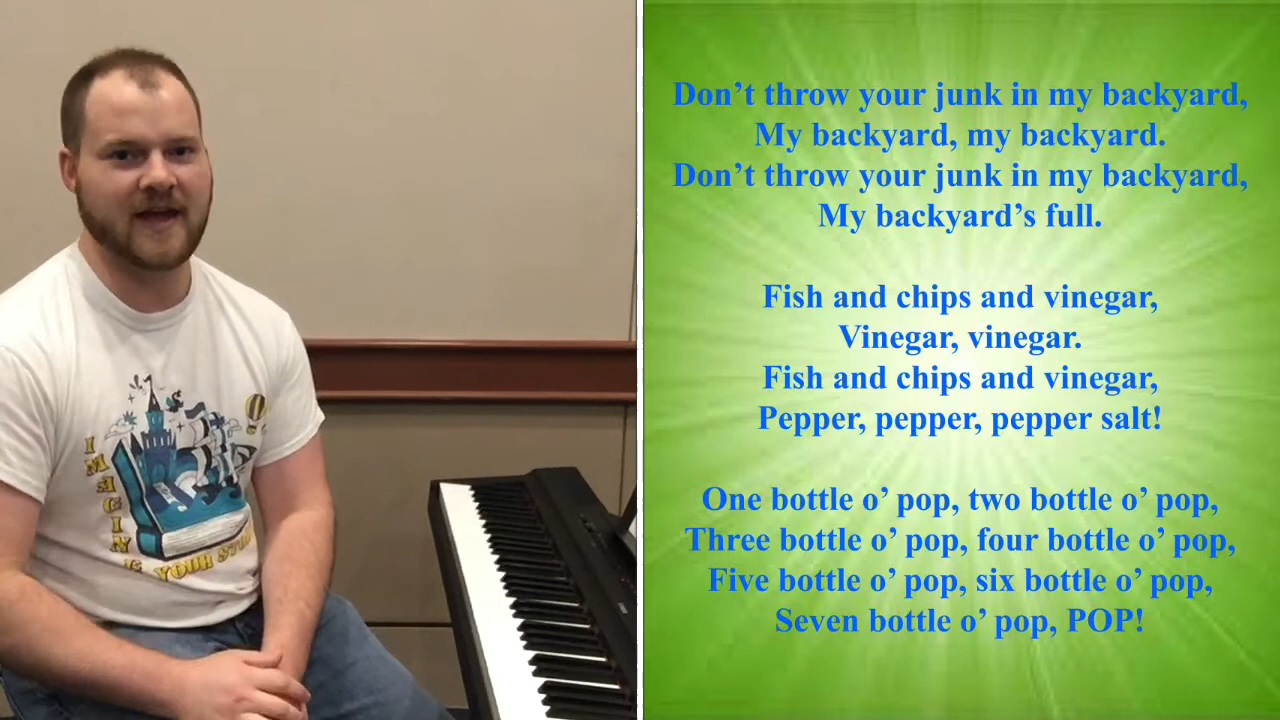 IMAGINE YOUR STO
Don’t throw your junk in my backyard,
My backyard, my backyard.
Don’t throw your junk in my backyard,
My backyard’s full.
Fish and chips and vinegar,
Vinegar, vinegar.
Fish and chips and vinegar,
Pepper, pepper, pepper salt!
One bottle o’ pop, two bottle o’ pop,
Three bottle o’ pop, four bottle o’ pop,
Five bottle o’ pop, six bottle o’ pop,
Seven bottle o’ pop, POP!